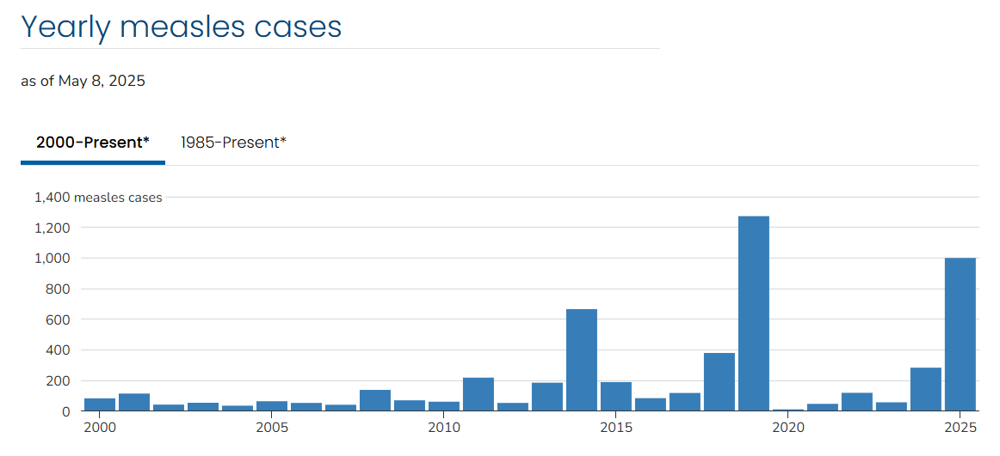 Yearly measles cases
as of May 8, 2025
2000-Present* 1985-Present*
1,400 measles cases
1,200
1,000
800
600
400
200
0
2000 2005 2010 2015 2020 2025